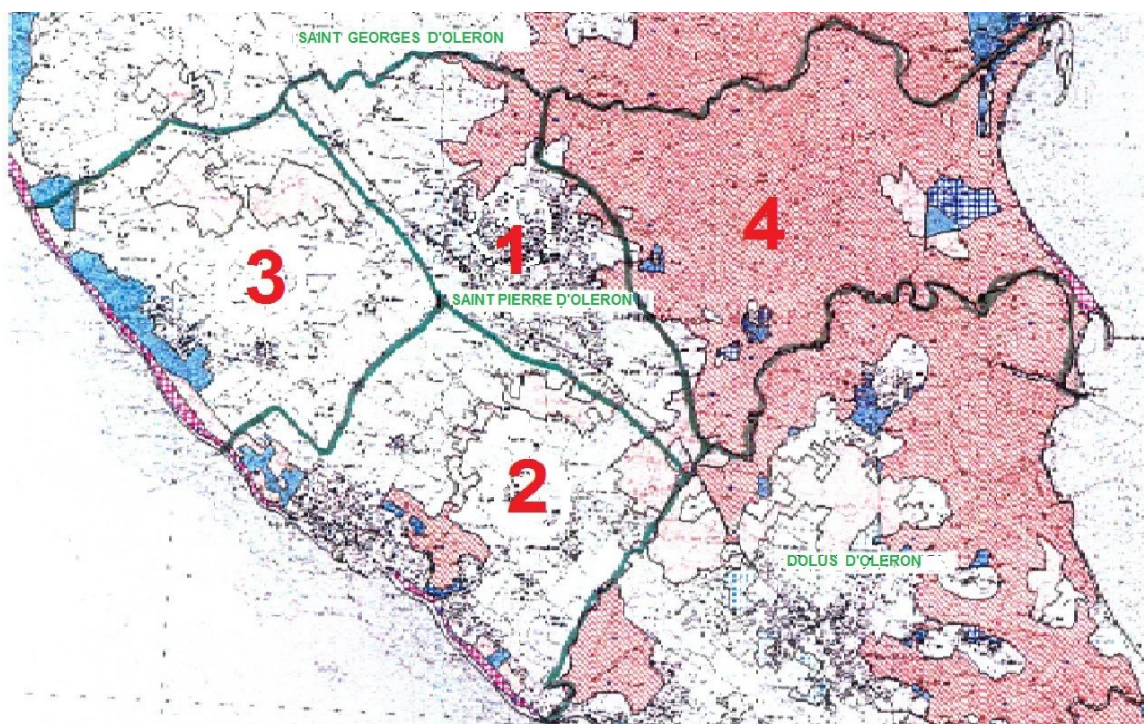 SAINT GEORGES D'OLERON
4
1
3
SAINT PIERRE D'OLERON
2
DOLUS D'OLERON